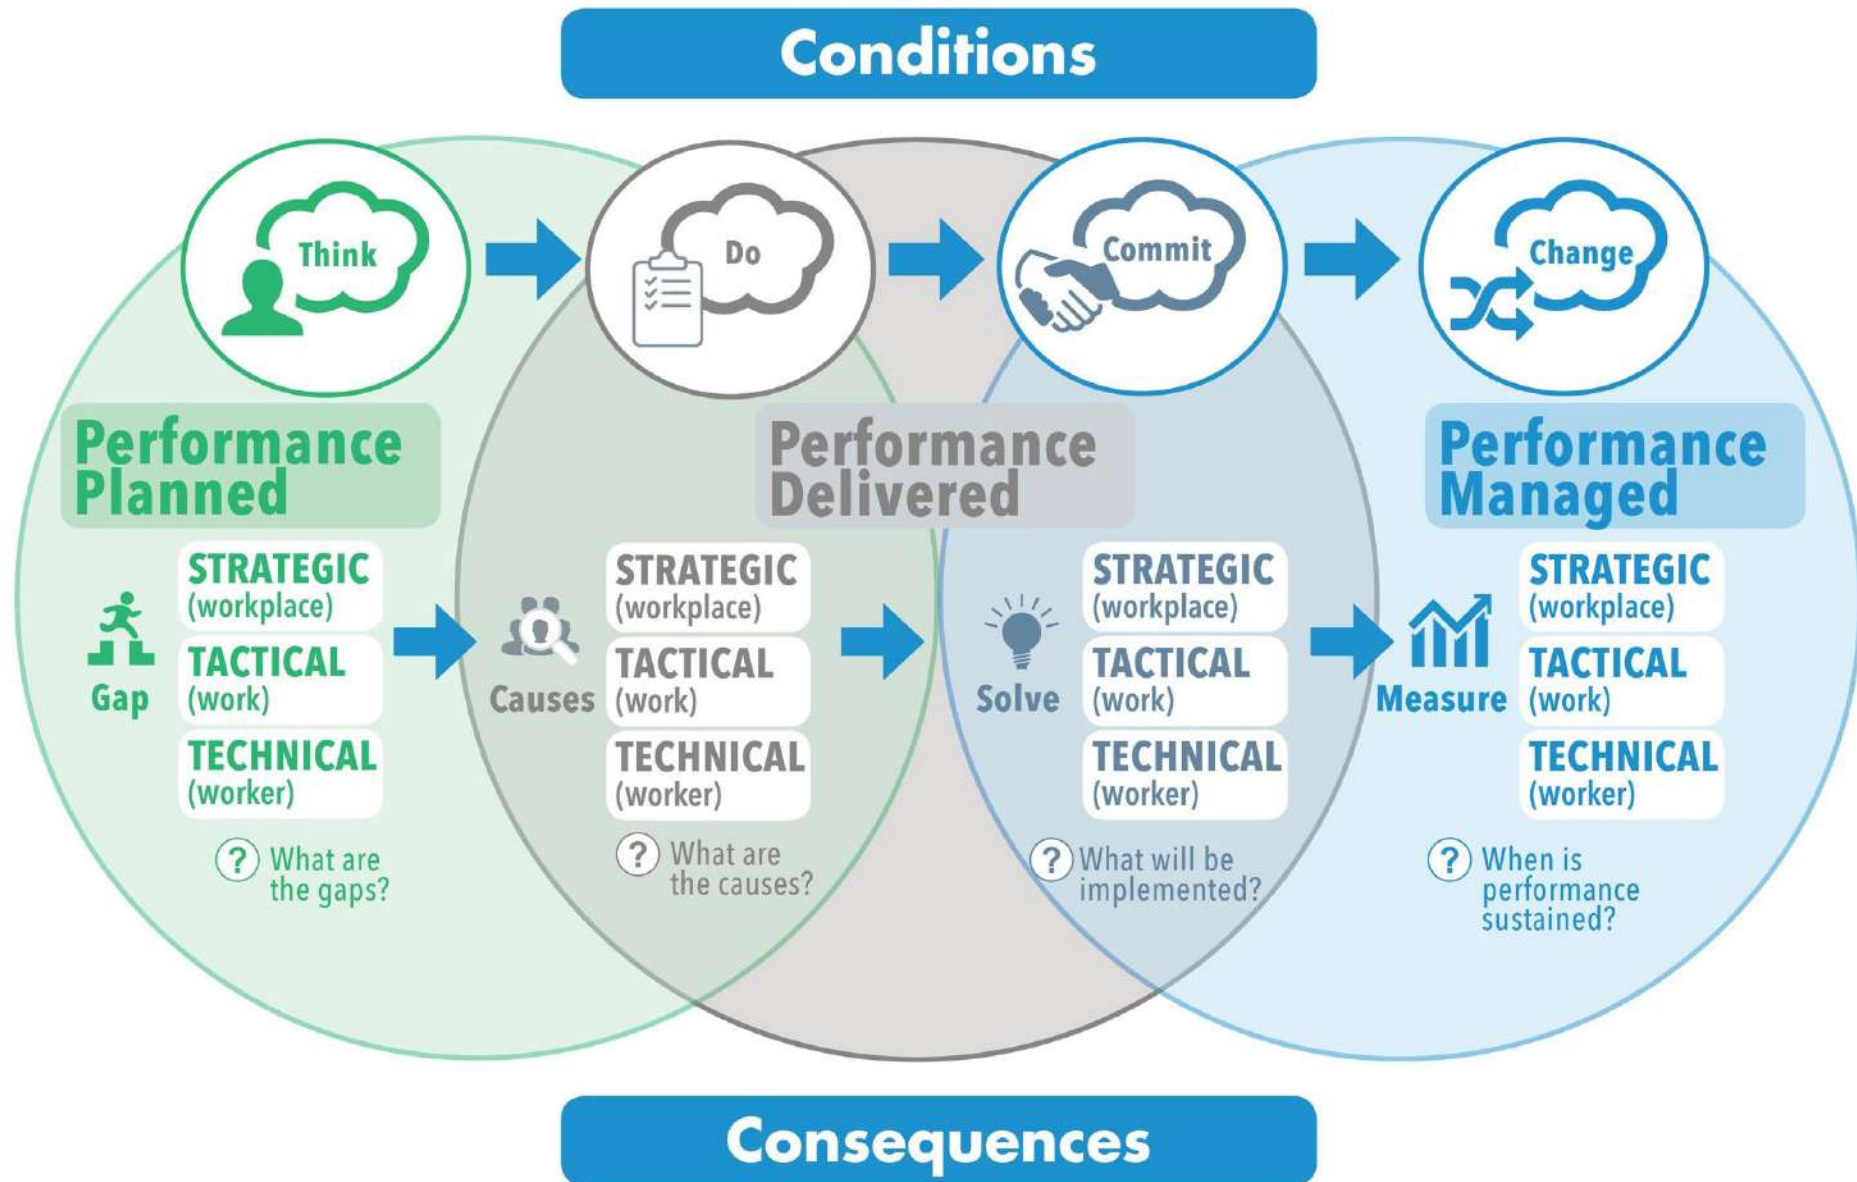 Conditions
Think
Do
Commit
Change
Performance
Planned
Performance
Delivered
Performance
Managed
Gap
STRATEGIC
(workplace)
TACTICAL
(work)
TECHNICAL
(worker)
? What are
the gaps?
Causes
STRATEGIC
(workplace)
TACTICAL
(work)
TECHNICAL
(worker)
? What are
the causes?
Solve
STRATEGIC
(workplace)
TACTICAL
(work)
TECHNICAL
(worker)
? What will be
implemented?
Measure
STRATEGIC
(workplace)
TACTICAL
(work)
TECHNICAL
(worker)
? When is
performance
sustained?
Consequences